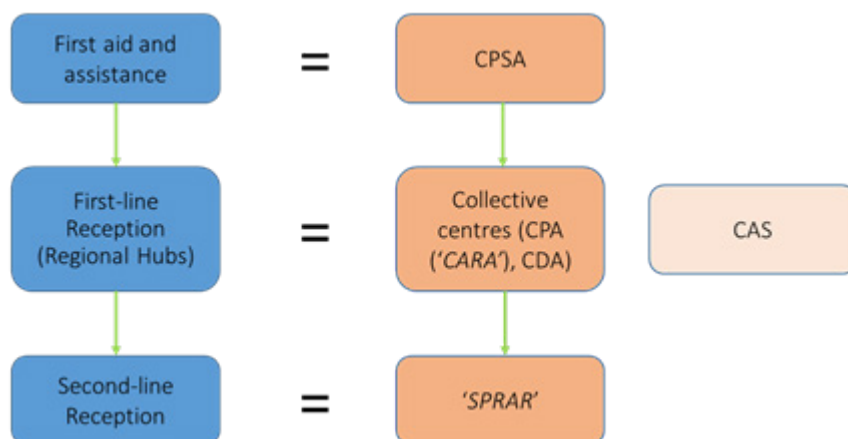 First aid and
assistance
=
CPSA
First-line
Reception
(Regional Hubs)
=
Collective
centres (CPA
(‘CARA’), CDA)
CAS
Second-line
Reception
=
‘SPRAR’